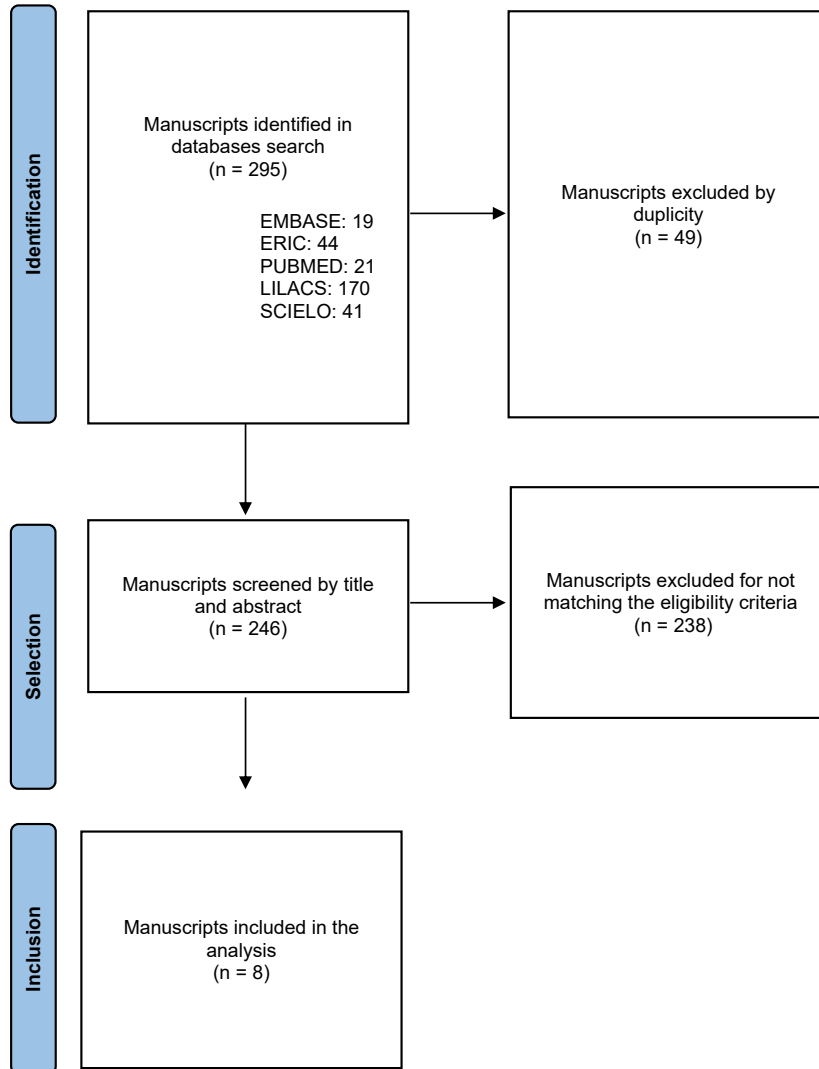 Identification
Manuscripts identified in
databases search
(n = 295)
EMBASE: 19
ERIC: 44
PUBMED: 21
LILACS: 170
SCIELO: 41
Manuscripts excluded by
duplicity
(n = 49)
Selection
Manuscripts screened by title
and abstract
(n = 246)
Manuscripts excluded for not
matching the eligibility criteria
(n = 238)
Inclusion
Manuscripts included in the
analysis
(n = 8)